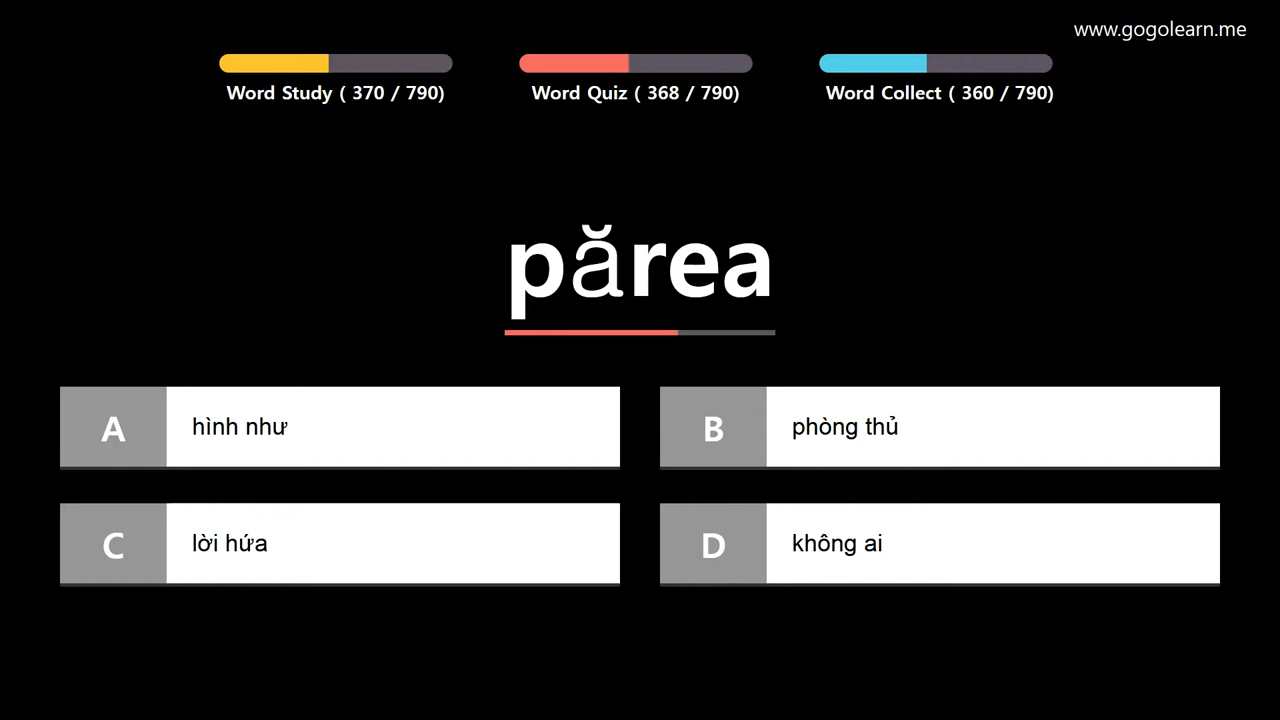 www.gogolearn.me
Word Study ( 370 / 790)
Word Quiz ( 368 / 790)
Word Collect ( 360 / 790)
părea
A hình như
B phòng thủ
C lời hứa
D không ai